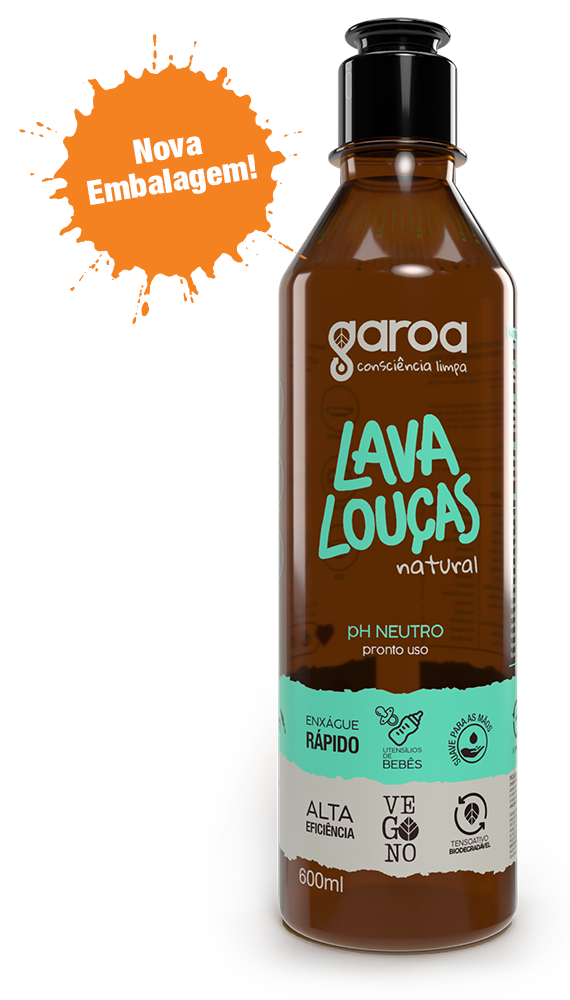 Nova
Embalagem!
garoa
consciência limpa
LAVA
LOUÇAS
natural
pH NEUTRO
pronto uso
ENXÁGUE
RÁPIDO
UTENSÍLIOS
DE
BEBÊS
SUAVE PARA AS MÃOS
ALTA
EFICIÊNCIA
VE
GA
NO
TENSOATIVO
BIODEGRADÁVEL
600ml